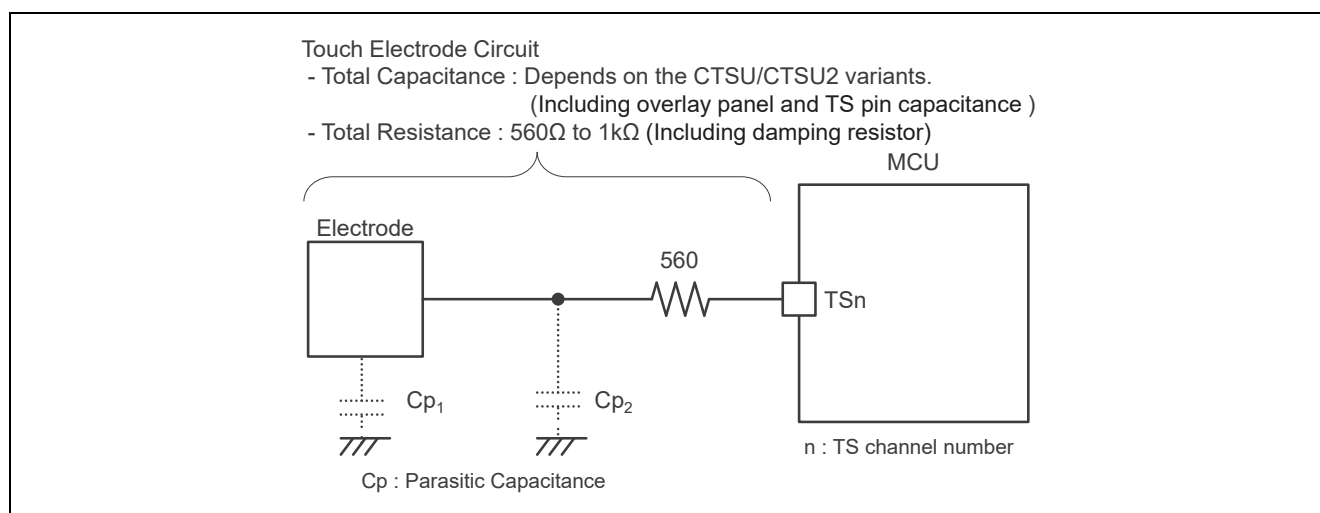 Touch Electrode Circuit
- Total Capacitance : Depends on the CTSU/CTSU2 variants.
(Including overlay panel and TS pin capacitance )
- Total Resistance : 560Ω to 1kΩ (Including damping resistor)
MCU
Electrode
560
TSn
Cp1
Cp2
n : TS channel number
Cp : Parasitic Capacitance